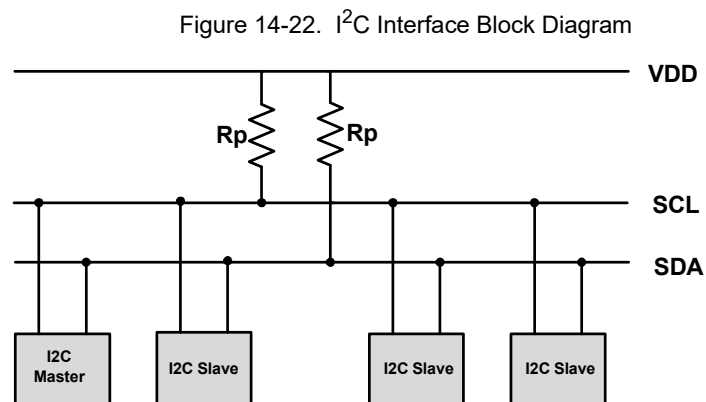 Figure 14-22. I²C Interface Block Diagram
VDD
Rp
Rp
SCL
SDA
I2C
Master
I2C Slave
I2C Slave
I2C Slave